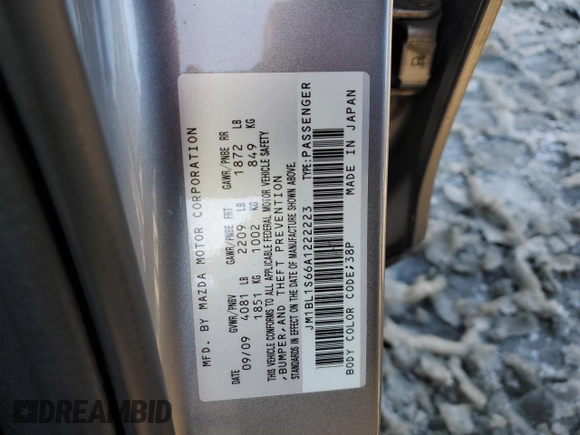 MFD. BY MAZDA MOTOR CORPORATION
DATE GVWR/PNBV GAWR/PNBE FRT GAWR/PNBE RR
09/09 4081 LB 2209 LB 1872 LB
1851 KG 1002 KG 849 KG
THIS VEHICLE CONFORMS TO ALL APPLICABLE FEDERAL MOTOR VEHICLE SAFETY
,BUMPER,AND THEFT PREVENTION
STANDARDS IN EFFECT ON THE DATE OF MANUFACTURE SHOWN ABOVE.
JM1BL1S66A1222223 TYPE:PASSENGER
BODY COLOR CODE;38P MADE IN JAPAN
R
DREAMBID